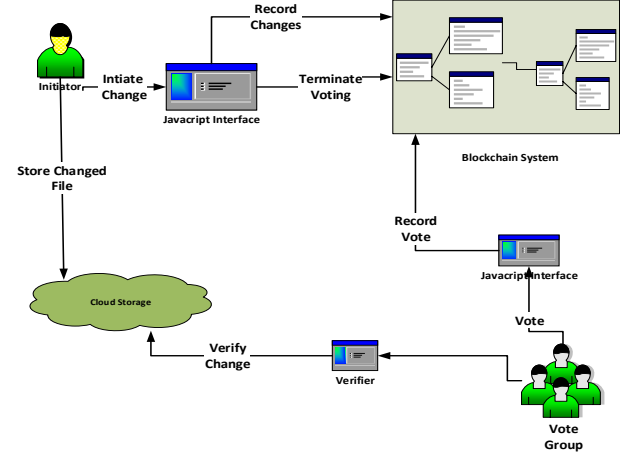 Record
Changes
Initiator
Intiate
Change
Terminate
Voting
Javacript Interface
Blockchain System
Store Changed
File
Record
Vote
Javacript Interface
Cloud Storage
Vote
Verify
Change
Verifier
Vote
Group